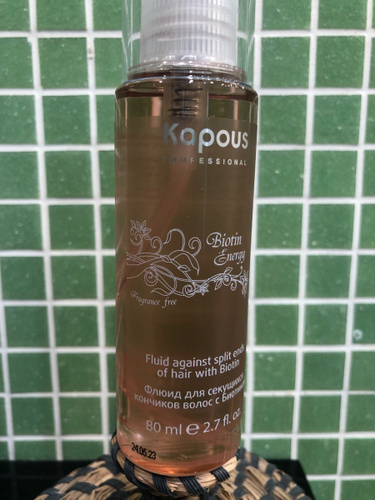 Kapous
PROFESSIONAL
Biotin
Energy
Fragrance free
Fluid against split ends
of hair with Biotin
Флюид для секущихся
кончиков волос с Биотином
80 ml ℮ 2.7 fl. oz.
24.05.23